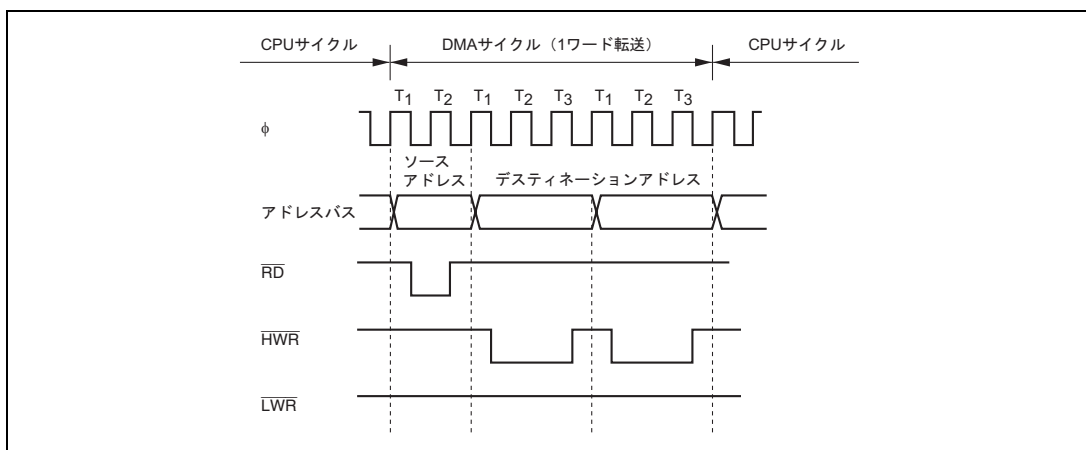 CPUサイクル DMAサイクル（1ワード転送） CPUサイクル
T1 T2 T1 T2 T3 T1 T2 T3
φ
ソース
アドレス デスティネーションアドレス
アドレスバス
RD
HWR
LWR